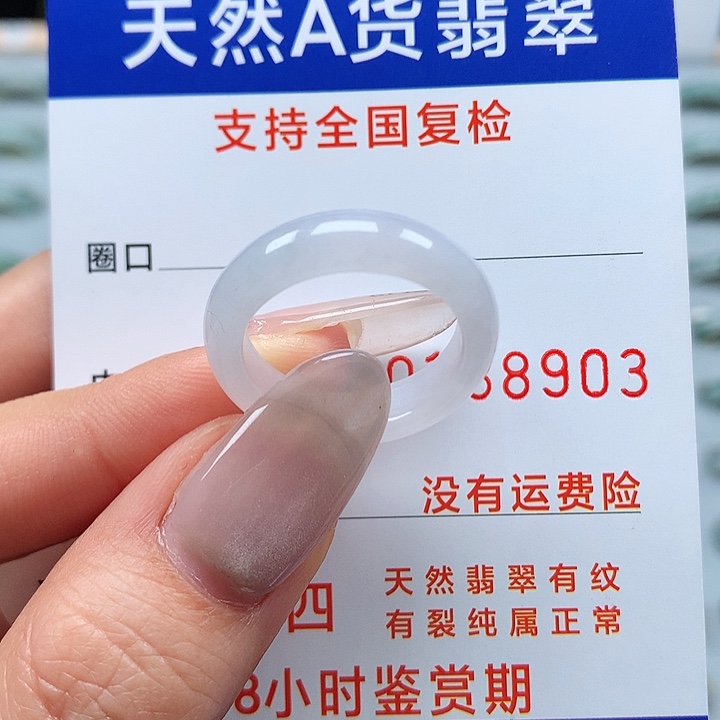 天然A货翡翠
支持全国复检
圈口
8903
没有运费险
四
天然翡翠有纹
有裂纯属正常
8小时鉴赏期